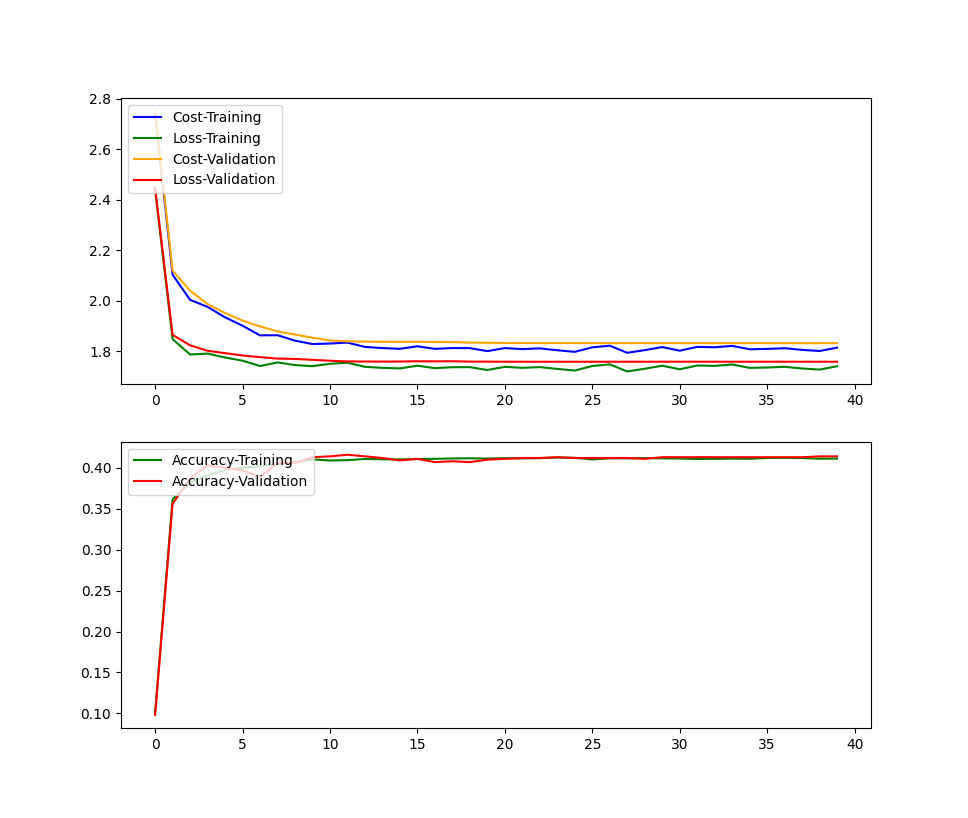 2.8
2.6
2.4
2.2
2.0
1.8
Cost-Training
Loss-Training
Cost-Validation
Loss-Validation
0 5 10 15 20 25 30 35 40
0.40
0.35
0.30
0.25
0.20
0.15
0.10
Accuracy-Training
Accuracy-Validation
0 5 10 15 20 25 30 35 40